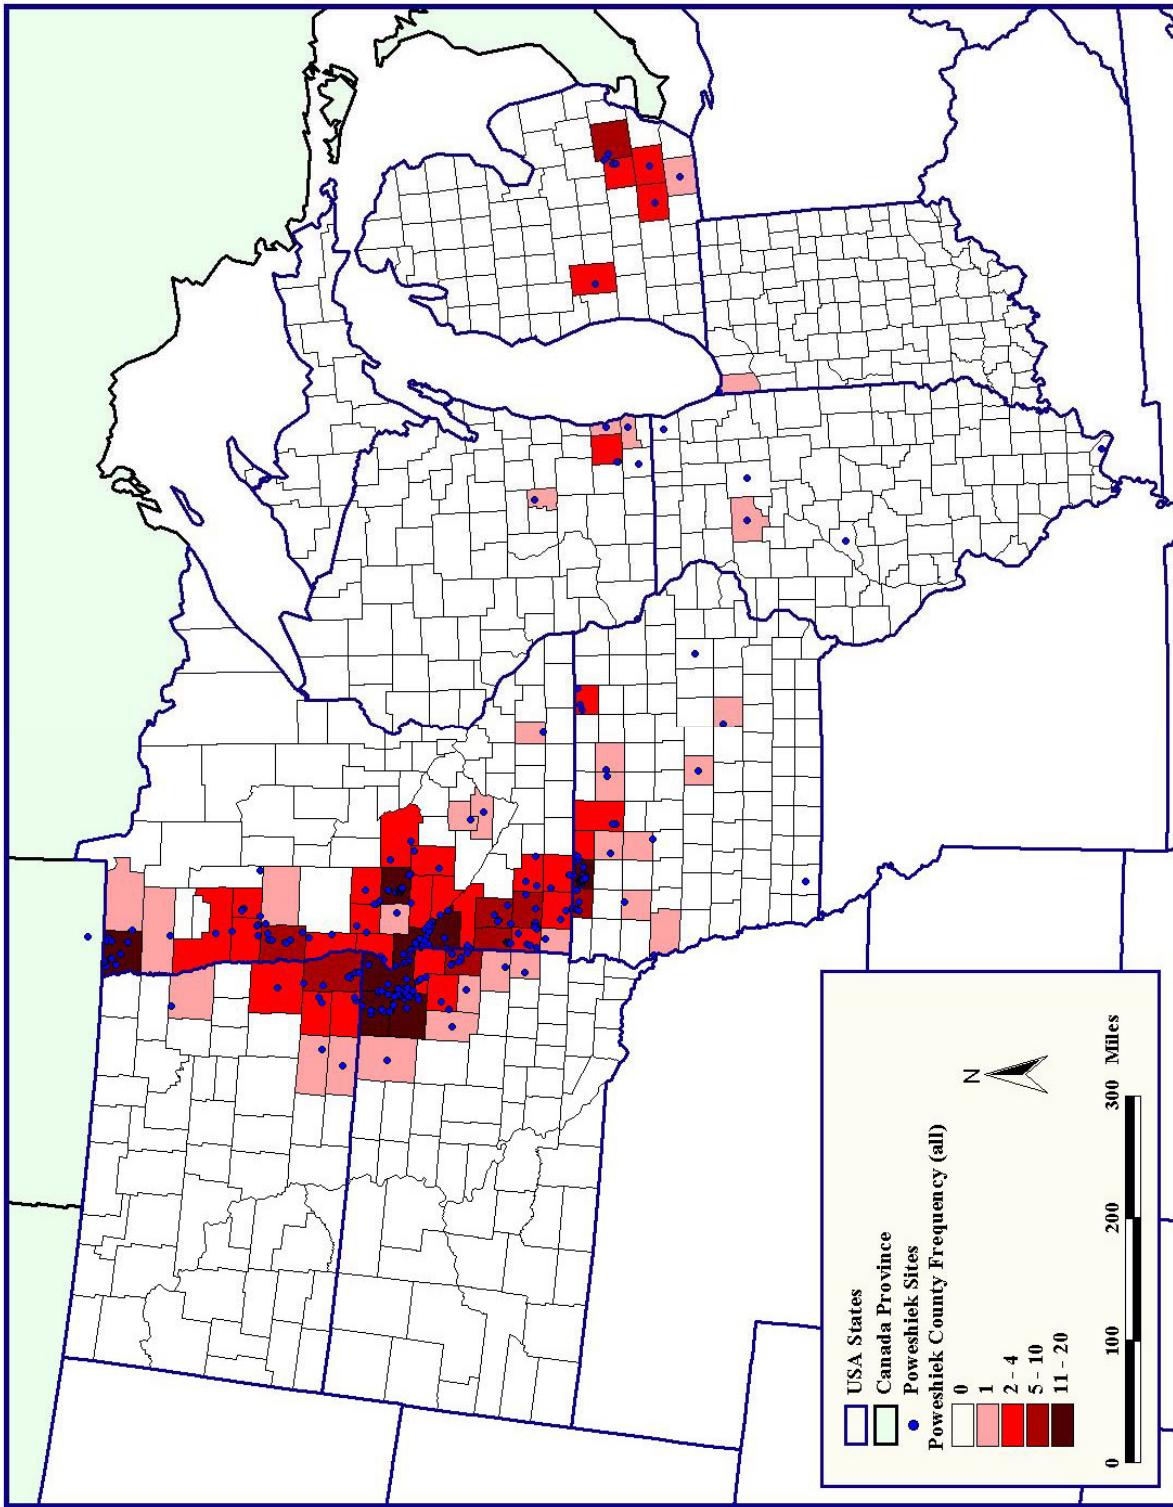 USA States
Canada Province
Poweshiek Sites
Poweshiek County Frequency (all)
0
1
2 - 4
5 - 10
11 - 20
N
0 100 200 300 Miles